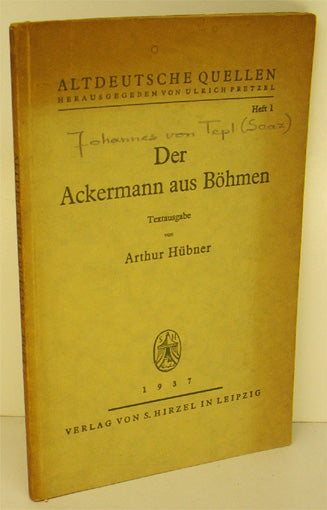 ALTDEUTSCHE QUELLEN
HERAUSGEGEBEN VON ULRICH PRETZEL
Heft 1
Johannes von Tepl (Saaz)
Der
Ackermann aus Böhmen
Textausgabe
von
Arthur Hübner
S H
1937
VERLAG VON S. HIRZEL IN LEIPZIG